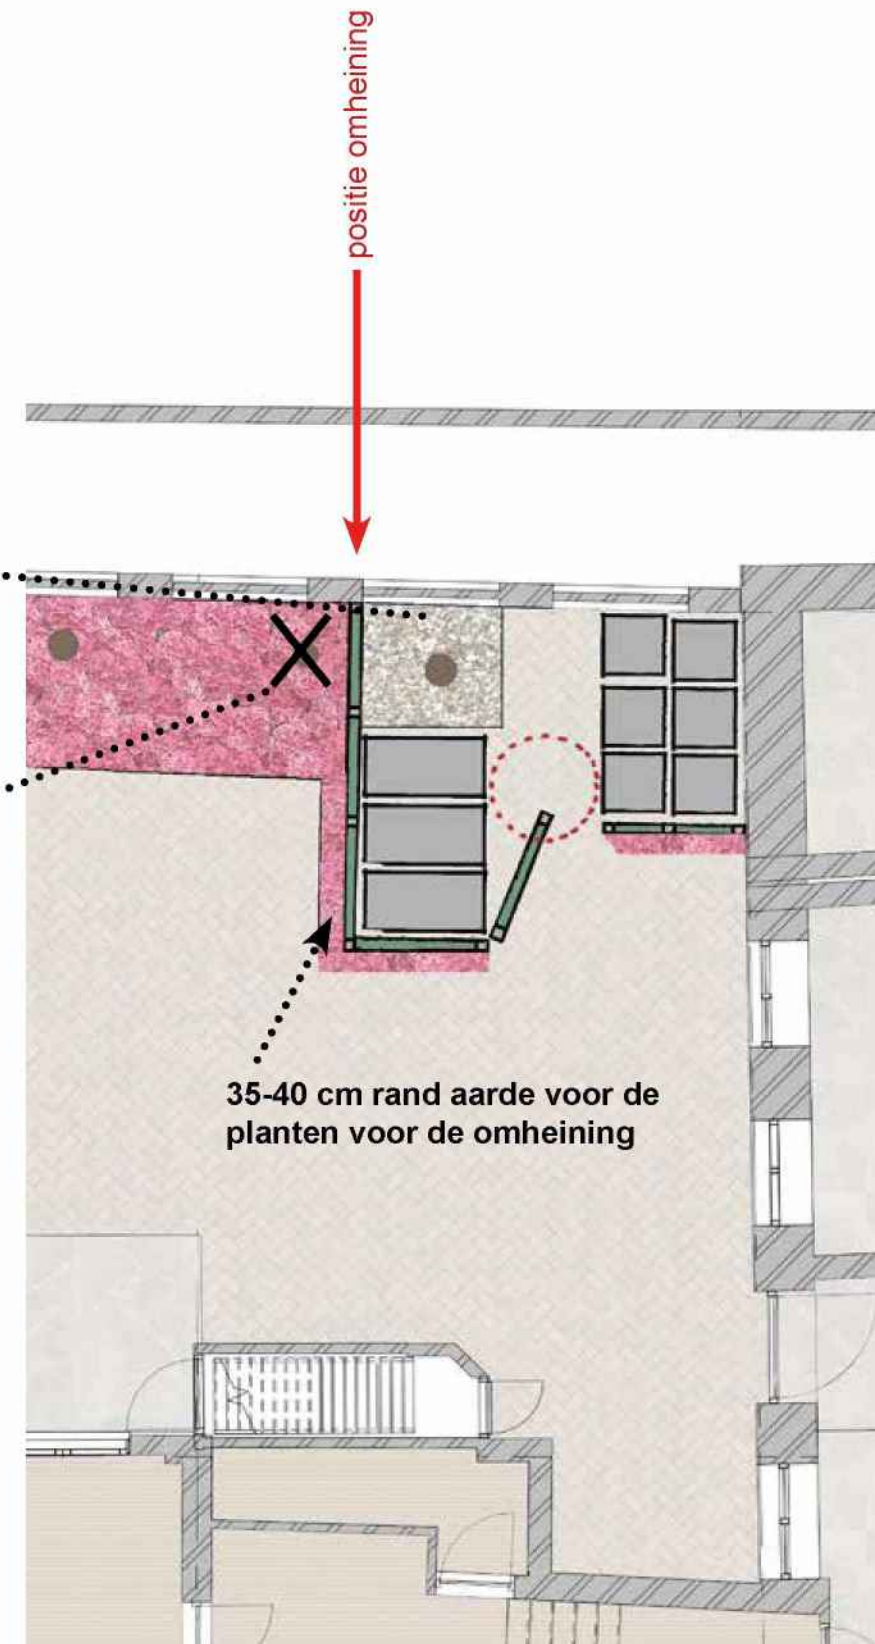 positie omheining
35-40 cm rand aarde voor de
planten voor de omheining